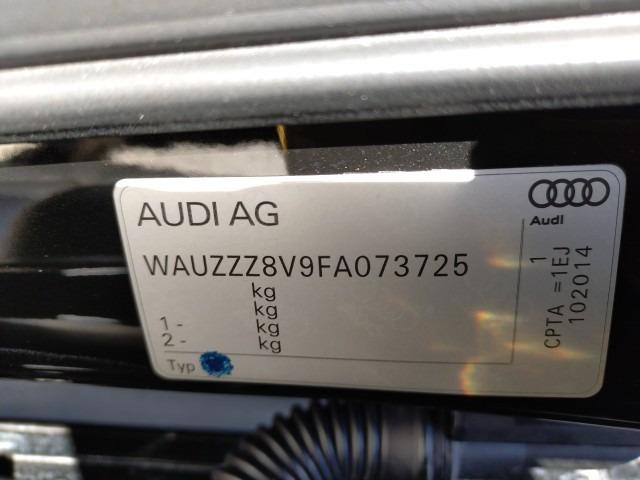 AUDI AG
WAUZZZ8V9FA073725
kg
kg
1 - kg
2 - kg
Typ
Audi
1
CPTA =1EJ
102014